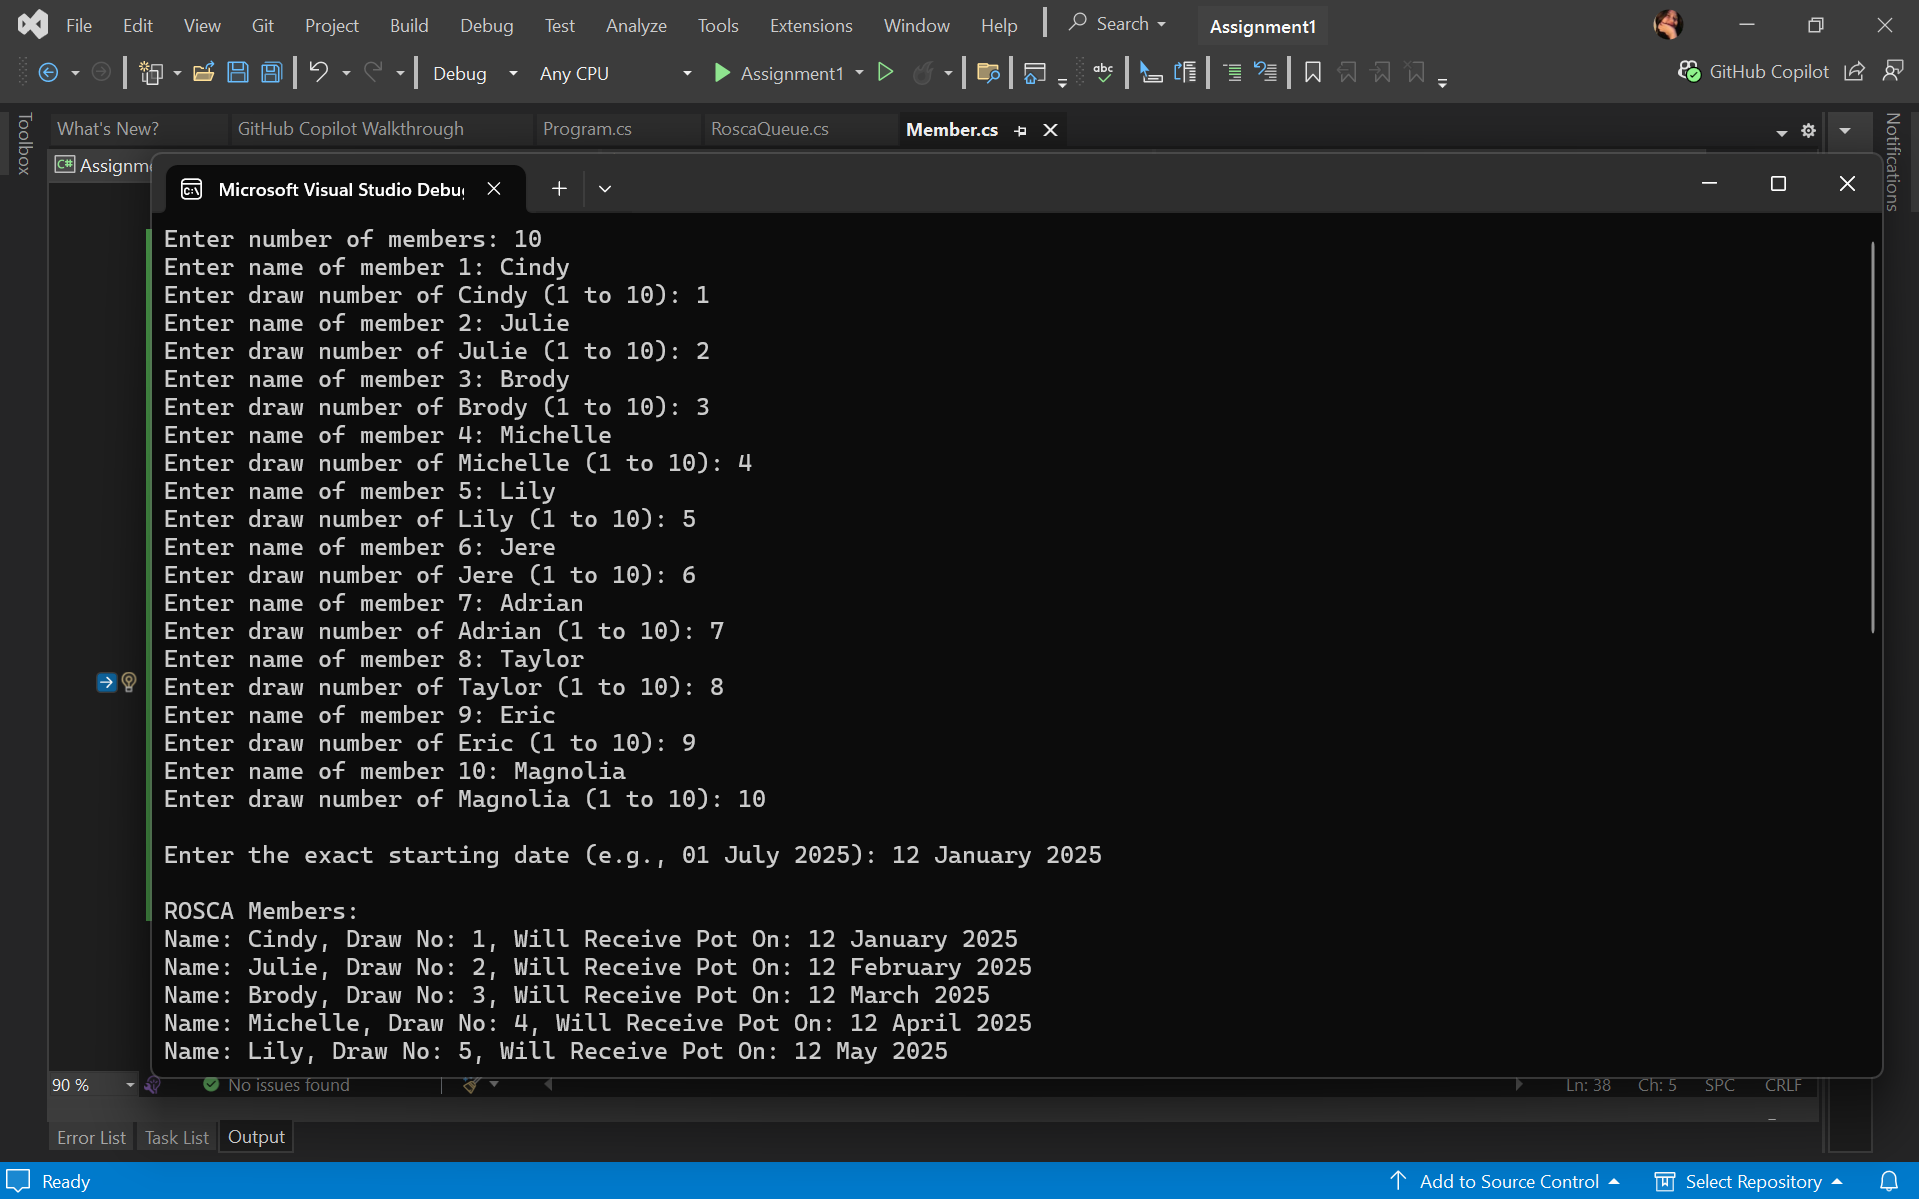 File Edit View Git Project Build Debug Test Analyze Tools Extensions Window Help Search Assignment1
Debug Any CPU Assignment1 abc GitHub Copilot
Toolbox
What's New? GitHub Copilot Walkthrough Program.cs RoscaQueue.cs Member.cs
Notifications
C# Assignme
Microsoft Visual Studio Debu
Enter number of members: 10
Enter name of member 1: Cindy
Enter draw number of Cindy (1 to 10): 1
Enter name of member 2: Julie
Enter draw number of Julie (1 to 10): 2
Enter name of member 3: Brody
Enter draw number of Brody (1 to 10): 3
Enter name of member 4: Michelle
Enter draw number of Michelle (1 to 10): 4
Enter name of member 5: Lily
Enter draw number of Lily (1 to 10): 5
Enter name of member 6: Jere
Enter draw number of Jere (1 to 10): 6
Enter name of member 7: Adrian
Enter draw number of Adrian (1 to 10): 7
Enter name of member 8: Taylor
Enter draw number of Taylor (1 to 10): 8
Enter name of member 9: Eric
Enter draw number of Eric (1 to 10): 9
Enter name of member 10: Magnolia
Enter draw number of Magnolia (1 to 10): 10
Enter the exact starting date (e.g., 01 July 2025): 12 January 2025
ROSCA Members:
Name: Cindy, Draw No: 1, Will Receive Pot On: 12 January 2025
Name: Julie, Draw No: 2, Will Receive Pot On: 12 February 2025
Name: Brody, Draw No: 3, Will Receive Pot On: 12 March 2025
Name: Michelle, Draw No: 4, Will Receive Pot On: 12 April 2025
Name: Lily, Draw No: 5, Will Receive Pot On: 12 May 2025
90 % No issues found Ln: 38 Ch: 5 SPC CRLF
Error List Task List Output
Ready Add to Source Control Select Repository